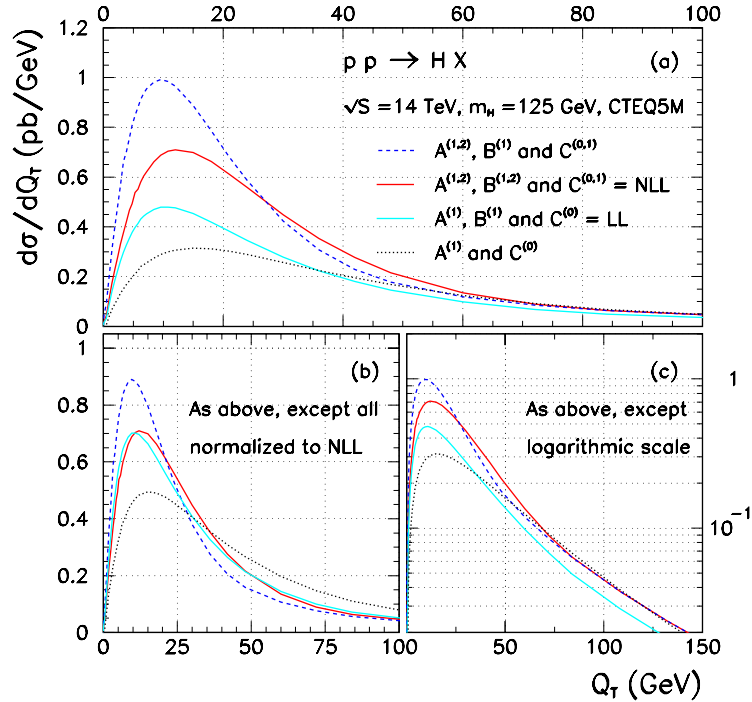 0 20 40 60 80 100
1.2
1
0.8
0.6
0.4
0.2
0
dσ/dQ_T (pb/GeV)
p p → H X (a)
√S = 14 TeV, m_H = 125 GeV, CTEQ5M
A^(1,2), B^(1) and C^(0,1)
A^(1,2), B^(1,2) and C^(0,1) = NLL
A^(1), B^(1) and C^(0) = LL
A^(1) and C^(0)
1
0.8
0.6
0.4
0.2
0
(b)
As above, except all
normalized to NLL
0 25 50 75 100
(c)
As above, except
logarithmic scale
1
10^-1
50 100 150
Q_T (GeV)